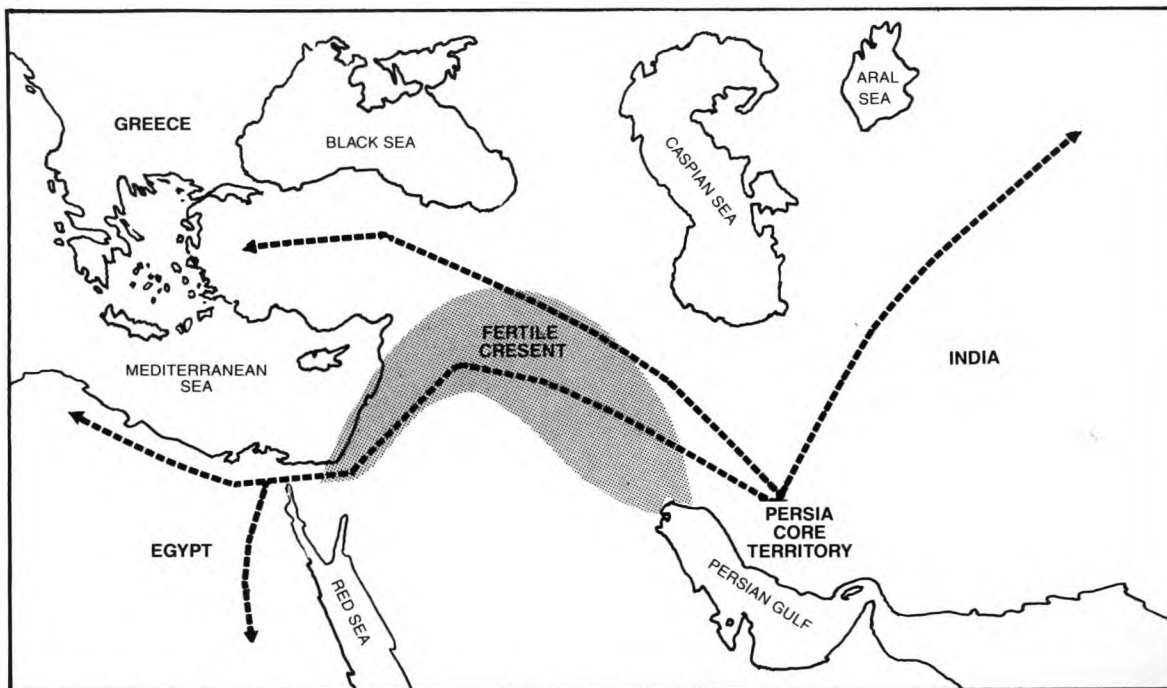 GREECE
BLACK SEA
CASPIAN SEA
ARAL
SEA
FERTILE
CRESENT
INDIA
MEDITERRANEAN
SEA
PERSIA
CORE
TERRITORY
EGYPT
RED SEA
PERSIAN GULF